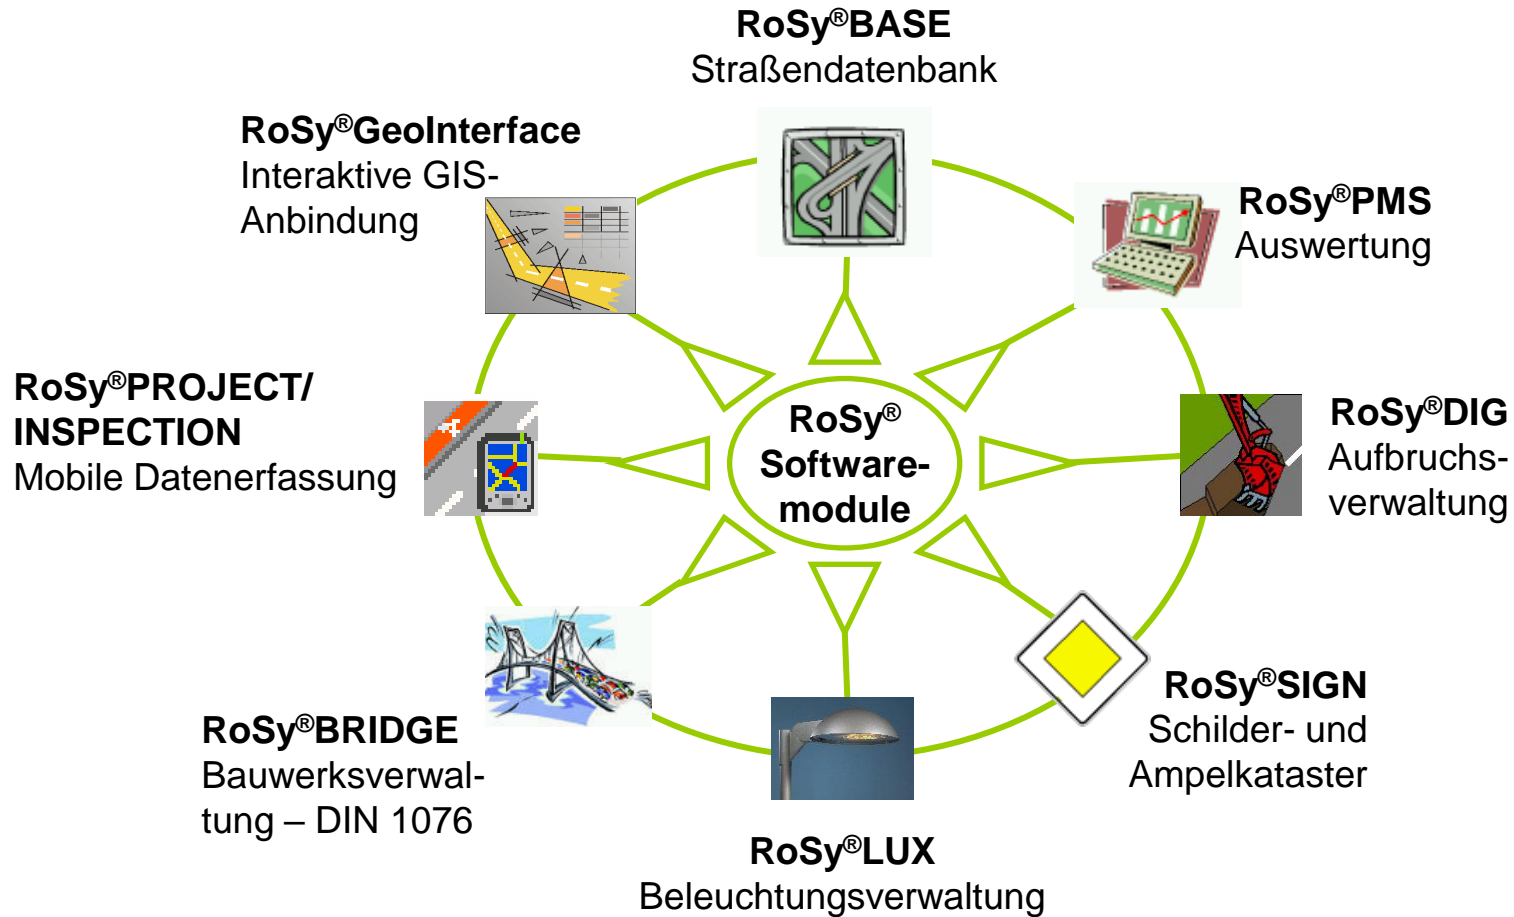 RoSy®BASE
Straßendatenbank
RoSy®GeoInterface
Interaktive GIS-
Anbindung
RoSy®PMS
Auswertung
RoSy®PROJECT/
INSPECTION
Mobile Datenerfassung
RoSy®
Software-
module
RoSy®DIG
Aufbruchs-
verwaltung
RoSy®BRIDGE
Bauwerksverwal-
tung – DIN 1076
RoSy®SIGN
Schilder- und
Ampelkataster
RoSy®LUX
Beleuchtungsverwaltung